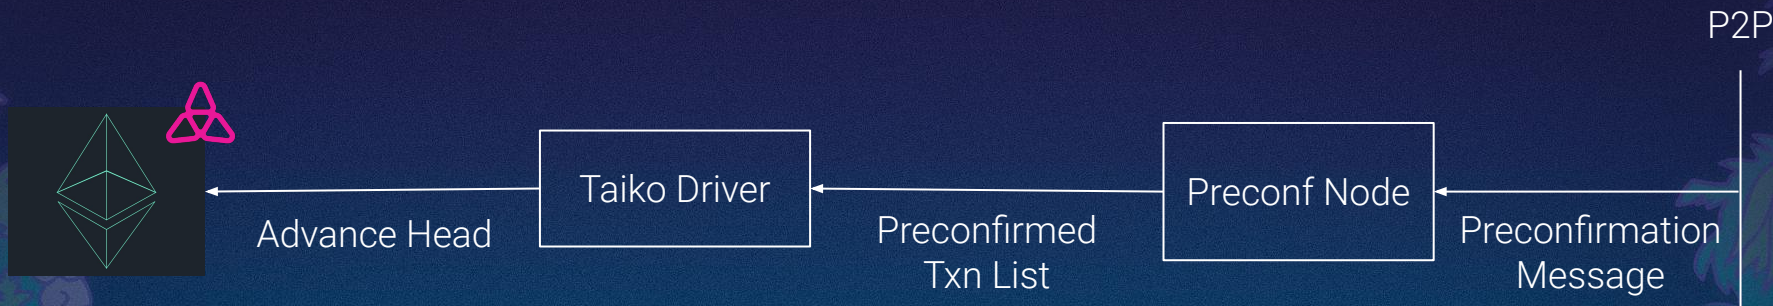 P2P
Taiko Driver
Preconf Node
Advance Head
Preconfirmed
Txn List
Preconfirmation
Message